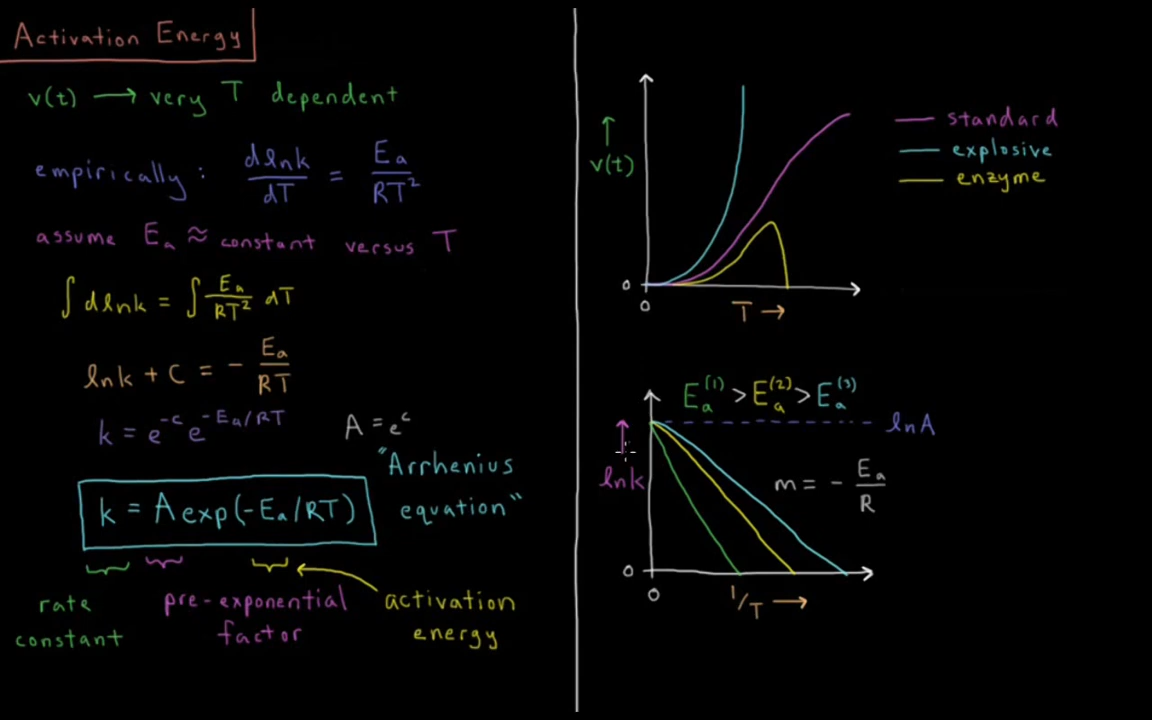 Activation Energy
v(t) → very T dependent
empirically: dlnk/dT = Ea/RT²
assume Ea ≈ constant versus T
∫dlnk = ∫Ea/RT² dT
lnk + C = - Ea/RT
k = e^-c e^-Ea/RT A = e^c
"Arrhenius
equation"
k = A exp(-Ea/RT)
rate
constant
pre-exponential
factor
activation
energy
↑
v(t)
standard
explosive
enzyme
0
0
T →
Ea^(1) > Ea^(2) > Ea^(3)
lnA
↑
lnk
m = - Ea/R
0
0
1/T →